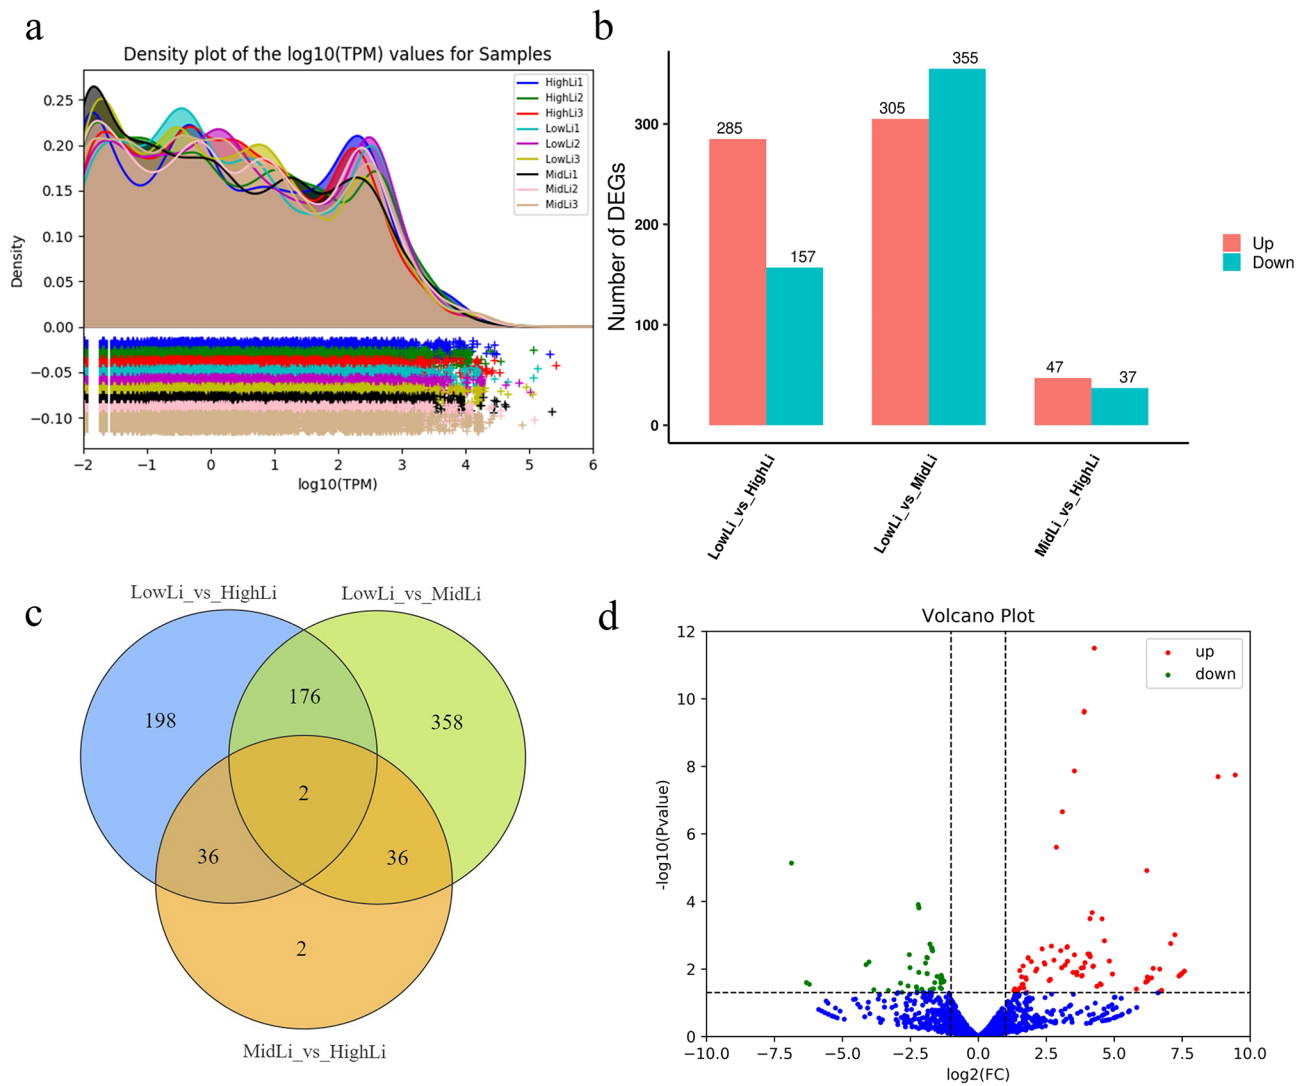 a
Density plot of the log10(TPM) values for Samples
HighLi1
HighLi2
HighLi3
LowLi1
LowLi2
LowLi3
MidLi1
MidLi2
MidLi3
Density
0.25
0.20
0.15
0.10
0.05
0.00
−0.05
−0.10
−2 −1 0 1 2 3 4 5 6
log10(TPM)
b
Number of DEGs
300
200
100
0
285
157
305
355
47
37
LowLi_vs_HighLi
LowLi_vs_MidLi
MidLi_vs_HighLi
Up
Down
c
LowLi_vs_HighLi
LowLi_vs_MidLi
198
176
358
2
36
36
2
MidLi_vs_HighLi
d
Volcano Plot
up
down
-log10(Pvalue)
12
10
8
6
4
2
0
−10.0 −7.5 −5.0 −2.5 0.0 2.5 5.0 7.5 10.0
log2(FC)